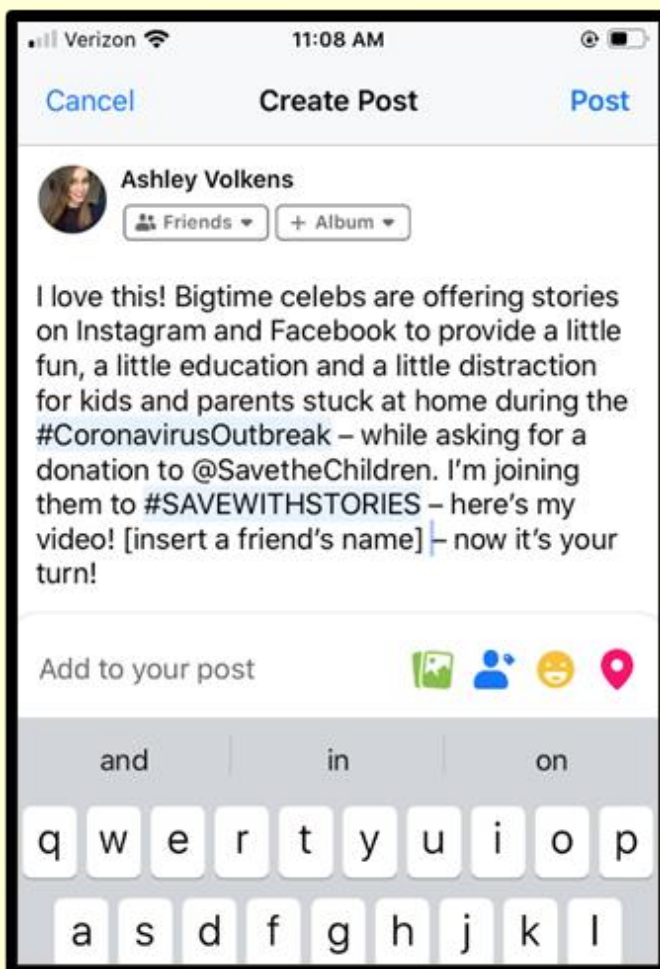 Verizon 11:08 AM
Cancel Create Post Post
Ashley Volkens
Friends + Album
I love this! Bigtime celebs are offering stories
on Instagram and Facebook to provide a little
fun, a little education and a little distraction
for kids and parents stuck at home during the
#CoronavirusOutbreak – while asking for a
donation to @SavetheChildren. I’m joining
them to #SAVEWITHSTORIES – here’s my
video! [insert a friend’s name] – now it’s your
turn!
Add to your post
and in on
q w e r t y u i o p
a s d f g h j k l